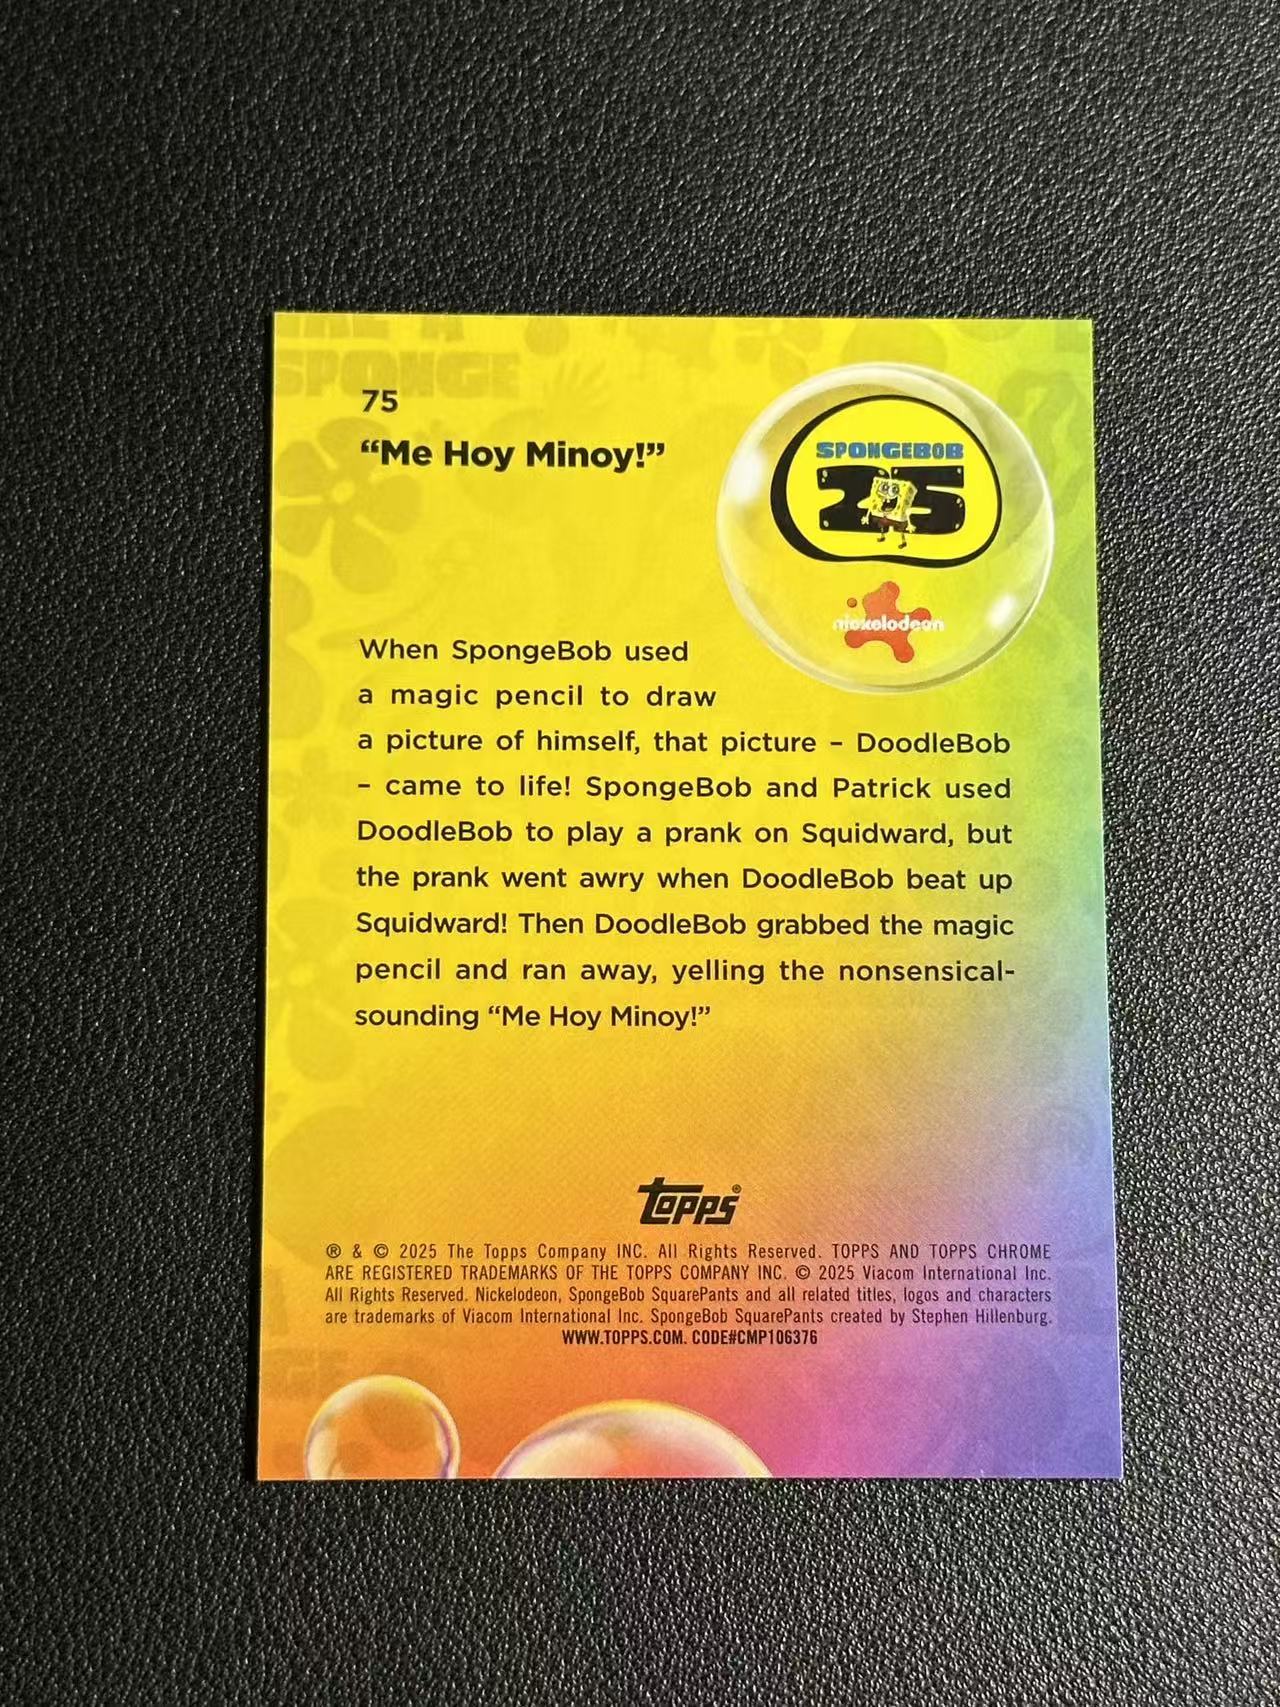 75
“Me Hoy Minoy!”
SPONGEBOB
25
nickelodeon
When SpongeBob used
a magic pencil to draw
a picture of himself, that picture – DoodleBob
– came to life! SpongeBob and Patrick used
DoodleBob to play a prank on Squidward, but
the prank went awry when DoodleBob beat up
Squidward! Then DoodleBob grabbed the magic
pencil and ran away, yelling the nonsensical-
sounding “Me Hoy Minoy!”
Topps®
® & © 2025 The Topps Company INC. All Rights Reserved. TOPPS AND TOPPS CHROME
ARE REGISTERED TRADEMARKS OF THE TOPPS COMPANY INC. © 2025 Viacom International Inc.
All Rights Reserved. Nickelodeon, SpongeBob SquarePants and all related titles, logos and characters
are trademarks of Viacom International Inc. SpongeBob SquarePants created by Stephen Hillenburg.
WWW.TOPPS.COM. CODE#CMP106376